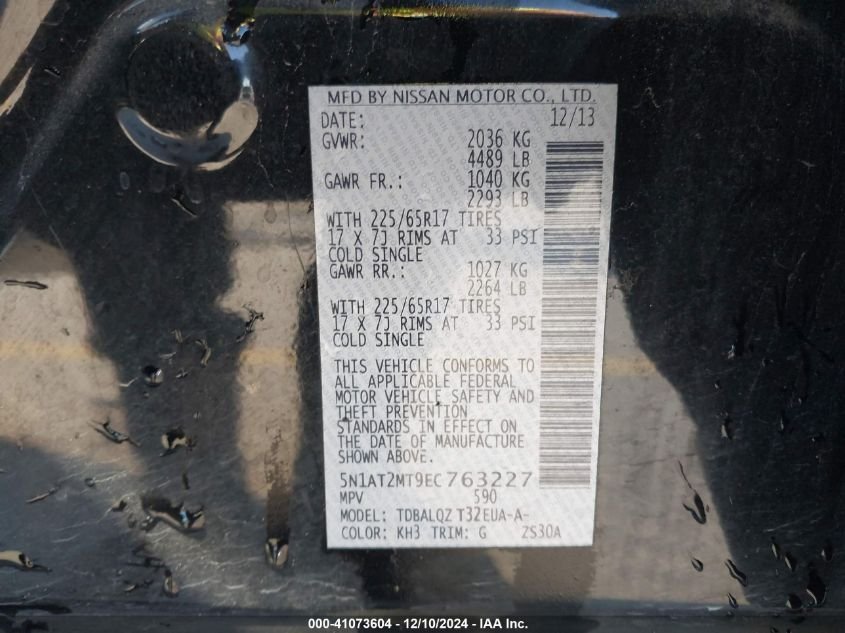 MFD BY NISSAN MOTOR CO., LTD.
DATE: 12/13
GVWR: 2036 KG
4489 LB
GAWR FR.: 1040 KG
2293 LB
WITH 225/65R17 TIRES
17 X 7J RIMS AT 33 PSI
COLD SINGLE
GAWR RR.: 1027 KG
2264 LB
WITH 225/65R17 TIRES
17 X 7J RIMS AT 33 PSI
COLD SINGLE
THIS VEHICLE CONFORMS TO
ALL APPLICABLE FEDERAL
MOTOR VEHICLE SAFETY AND
THEFT PREVENTION
STANDARDS IN EFFECT ON
THE DATE OF MANUFACTURE
SHOWN ABOVE.
5N1AT2MT9EC763227
MPV 590
MODEL: TDBALQZ T32EUA-A-
COLOR: KH3 TRIM: G ZS30A
000-41073604 - 12/10/2024 - IAA Inc.